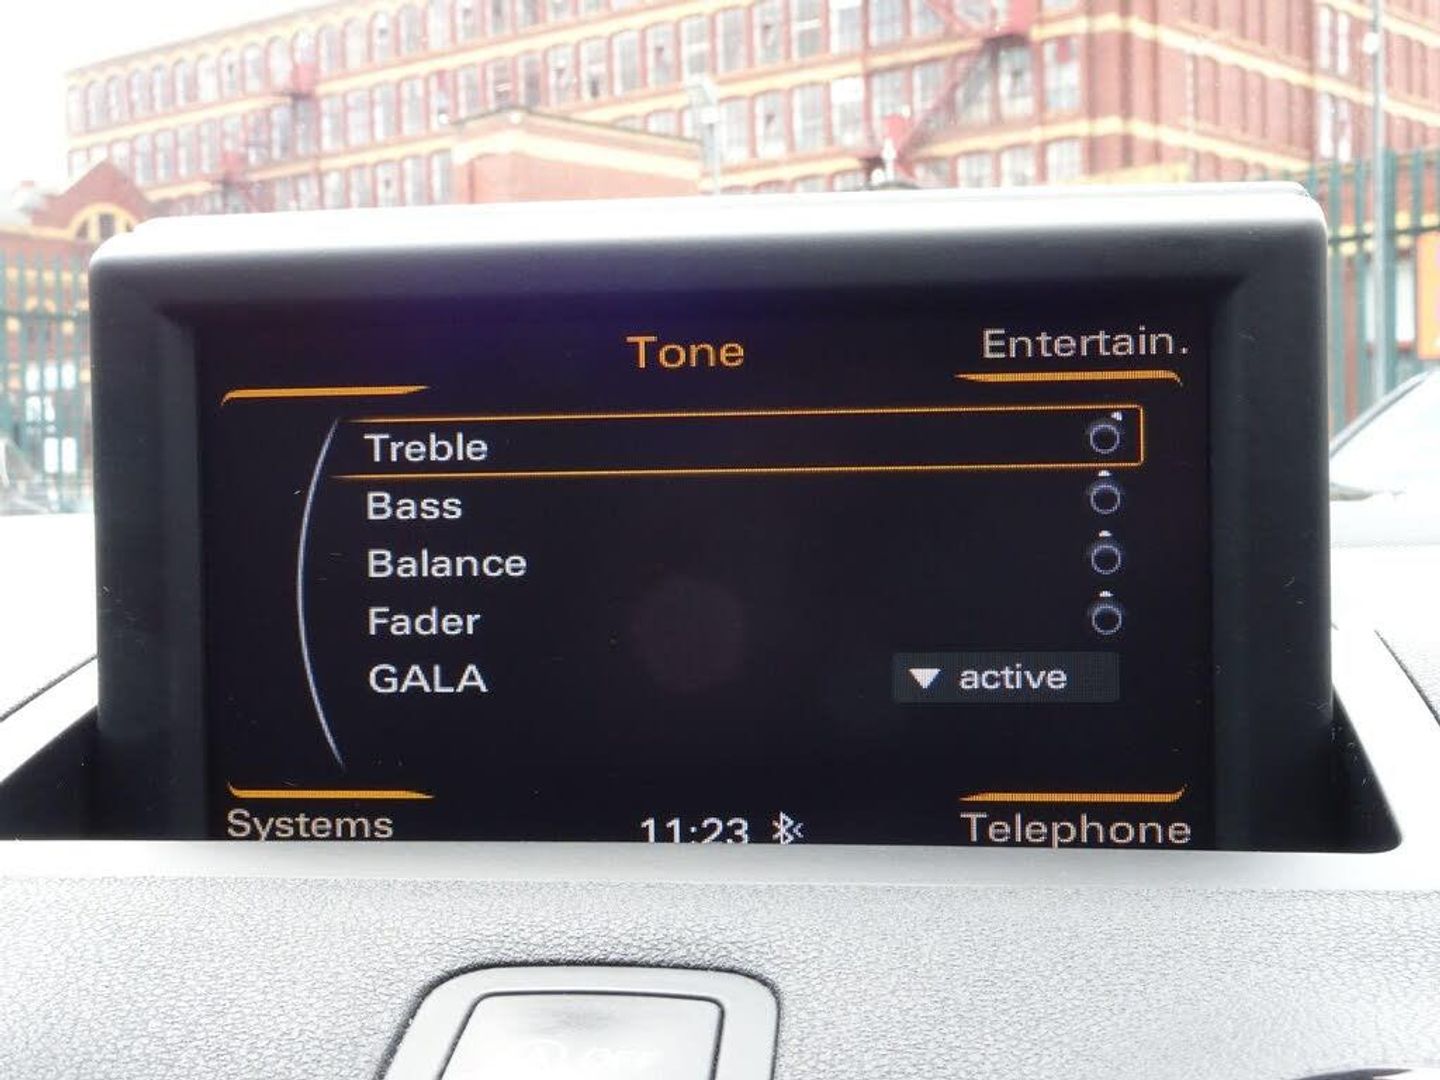 Tone
Entertain.
Treble
Bass
Balance
Fader
GALA
active
Systems
11:23
Telephone